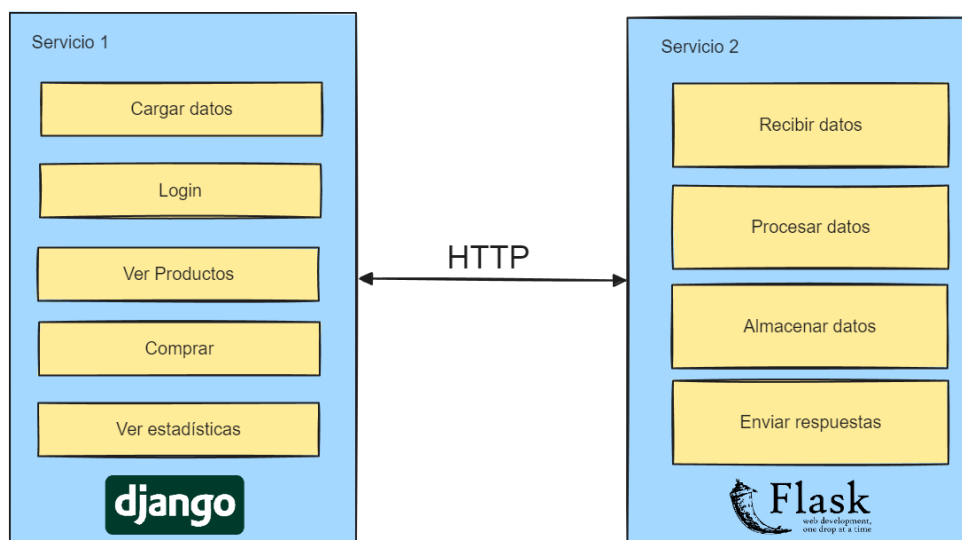 Servicio 1
Cargar datos
Login
Ver Productos
Comprar
Ver estadísticas
django
HTTP
Servicio 2
Recibir datos
Procesar datos
Almacenar datos
Enviar respuestas
Flask
web development,
one drop at a time